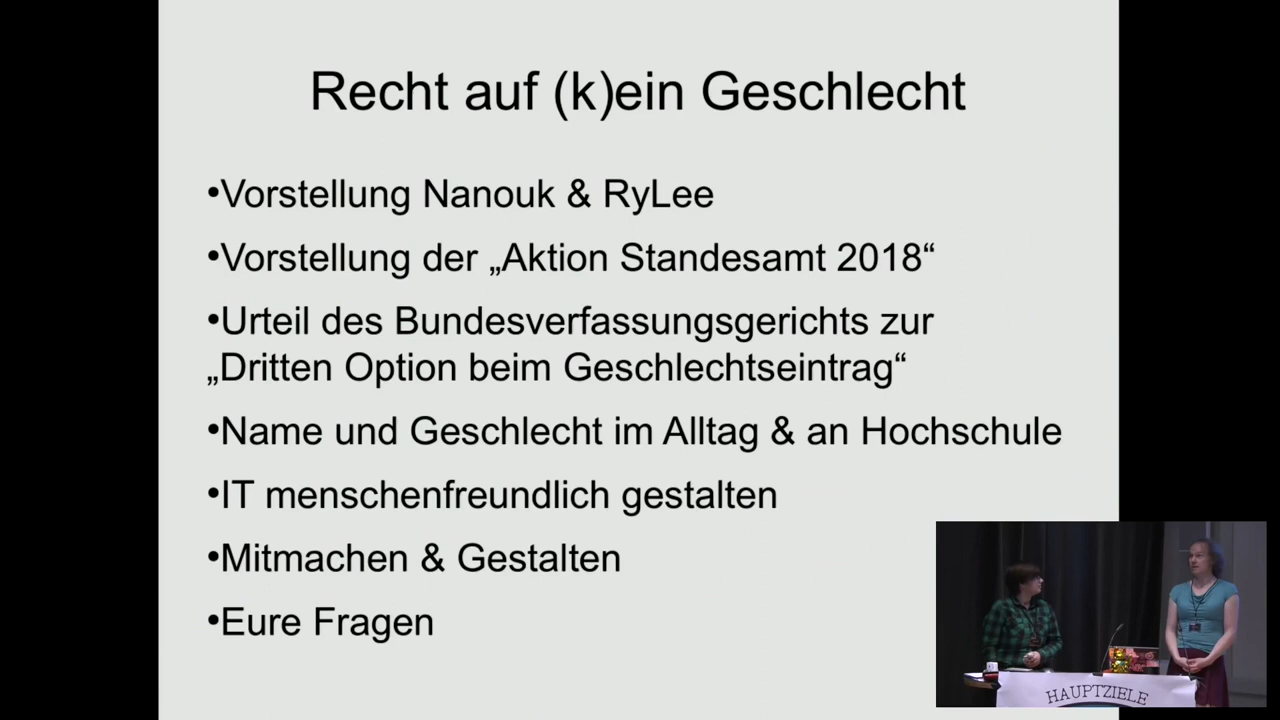 Recht auf (k)ein Geschlecht
•Vorstellung Nanouk & RyLee
•Vorstellung der „Aktion Standesamt 2018“
•Urteil des Bundesverfassungsgerichts zur
„Dritten Option beim Geschlechtseintrag“
•Name und Geschlecht im Alltag & an Hochschule
•IT menschenfreundlich gestalten
•Mitmachen & Gestalten
•Eure Fragen
HAUPTZIELE